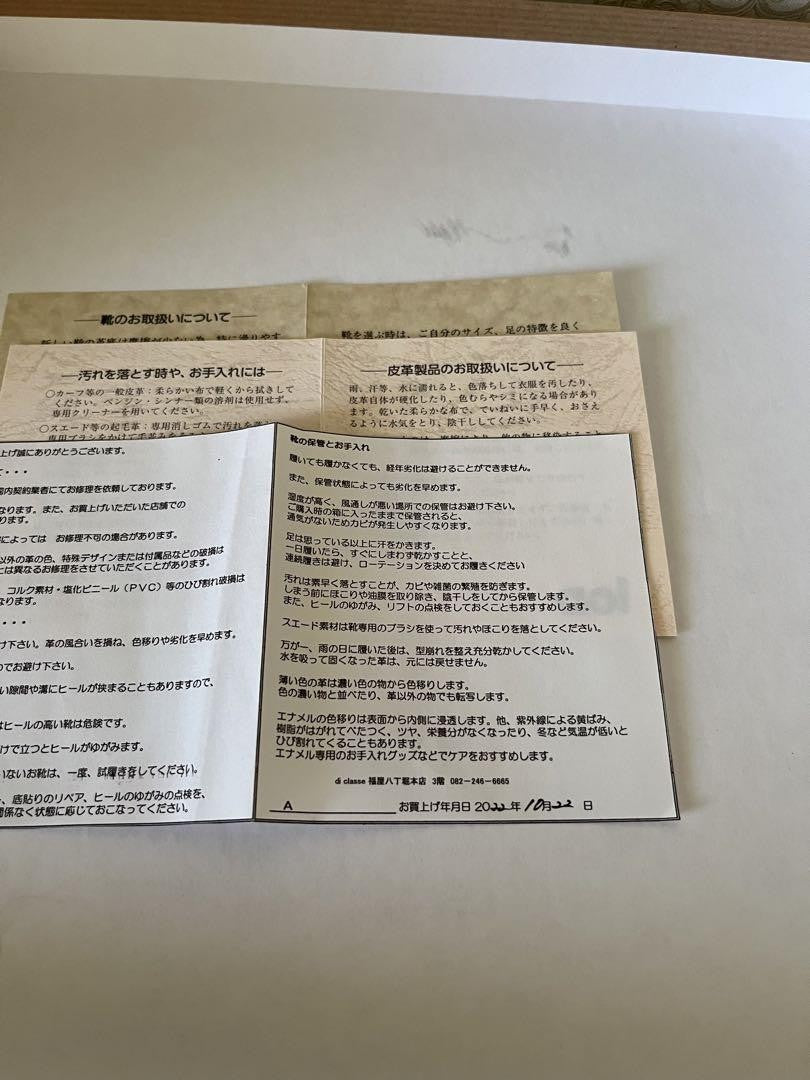 靴のお取扱いについて
靴を選ぶ時は、ご自分のサイズ、足の特徴を良く
汚れを落とす時や、お手入れには
○カーフ等の一般皮革：柔らかい布で軽くから拭きして
ください。ベンジン・シンナー類の溶剤は使用せず、
専用クリーナーを用いてください。
○スエード等の起毛革：専用消しゴムで汚れを落
皮革製品のお取扱いについて
雨、汗等、水に濡れると、色落ちして衣服を汚したり、
皮革自体が硬化したり、色むらやシミになる場合があり
ます。乾いた柔らかな布で、ていねいに手早く、おさえ
るように水気をとり、陰干ししてください。
上げ誠にありがとうございます。
て・・・
国内契約業者にてお修理を依頼しております。
なります。また、お買上げいただいた店舗での
ります。
によっては　お修理不可の場合があります。
以外の革の色、特殊デザインまたは付属品などの破損は
とは異なるお修理をさせていただくことがあります。
コルク素材・塩化ビニール（ＰＶＣ）等のひび割れ破損は
なります。
・・・
け下さい。革の風合いを損ね、色移りや劣化を早めます。
のでお避け下さい。
い隙間や溝にヒールが挟まることもありますので、
はヒールの高い靴は危険です。
けで立つとヒールがゆがみます。
いないお靴は、一度、試履きをしてください。
、底貼りのリペア、ヒールのゆがみの点検を、
関係なく状態に応じておこなってください。
靴の保管とお手入れ
履いても履かなくても、経年劣化は避けることができません。
また、保管状態によっても劣化を早めます。
湿度が高く、風通しが悪い場所での保管はお避け下さい。
ご購入時の箱に入ったままで保管されると、
通気がないためカビが発生しやすくなります。
足は思っている以上に汗をかきます。
一日履いたら、すぐにしまわず乾かすことと、
連続履きは避け、ローテーションを決めてお履きください
汚れは素早く落とすことが、カビや雑菌の繁殖を防ぎます。
しまう前にほこりや油膜を取り除き、陰干しをしてから保管します。
また、ヒールのゆがみ、リフトの点検をしておくこともおすすめします。
スエード素材は靴専用のブラシを使って汚れやほこりを落としてください。
万が一、雨の日に履いた後は、型崩れを整え充分乾かしてください。
水を吸って固くなった革は、元には戻せません。
薄い色の革は濃い色の物から色移りします。
色の濃い物と並べたり、革以外の物でも転写します。
エナメルの色移りは表面から内側に浸透します。他、紫外線による黄ばみ、
樹脂がはがれてべたつく、ツヤ、栄養分がなくなったり、冬など気温が低いと
ひび割れてくることもあります。
エナメル専用のお手入れグッズなどでケアをおすすめします。
di classe 福屋八丁堀本店 3階 082-246-6665
A　お買上げ年月日 2022年 10月22 日